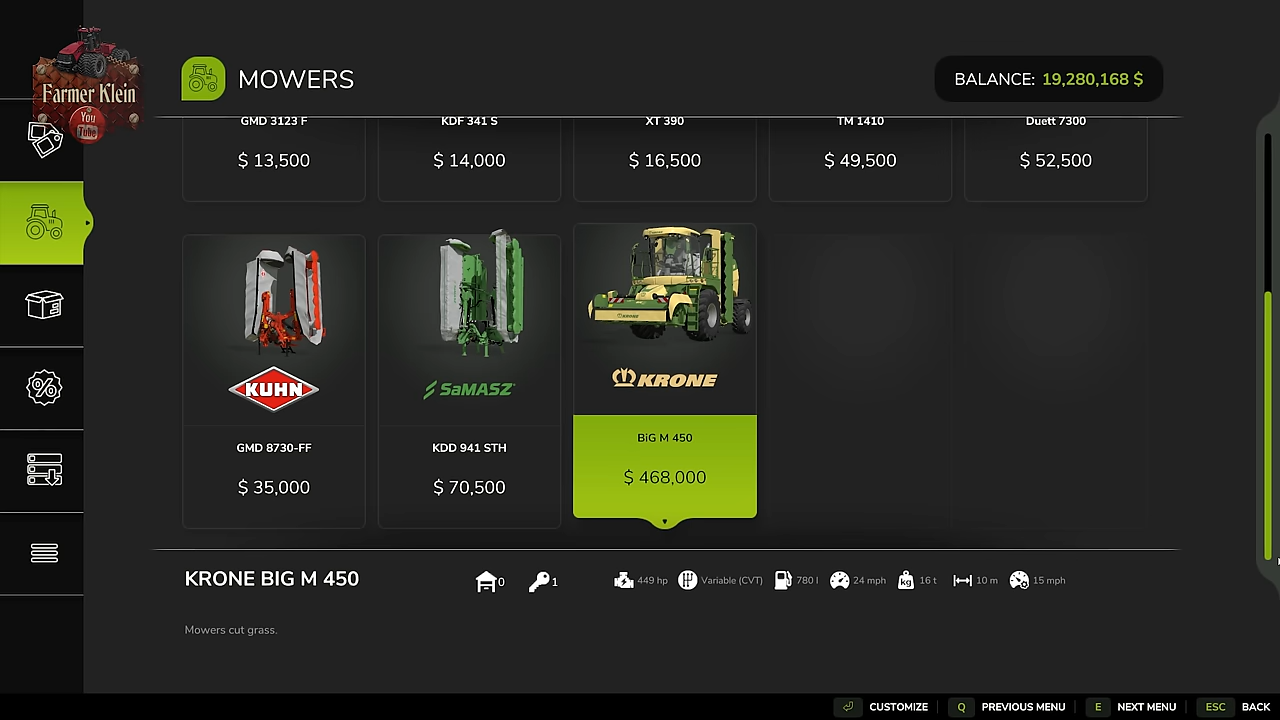 Farmer Klein
You
Tube
MOWERS
BALANCE: 19,280,168 $
GMD 3123 F
KDF 341 S
XT 390
TM 1410
Duett 7300
$ 13,500
$ 14,000
$ 16,500
$ 49,500
$ 52,500
KUHN
SaMASZ
KRONE
GMD 8730-FF
$ 35,000
KDD 941 STH
$ 70,500
BiG M 450
$ 468,000
KRONE BIG M 450
0
1
449 hp
Variable (CVT)
780 l
24 mph
kg
16 t
10 m
15 mph
Mowers cut grass.
CUSTOMIZE
Q PREVIOUS MENU
E NEXT MENU
ESC BACK